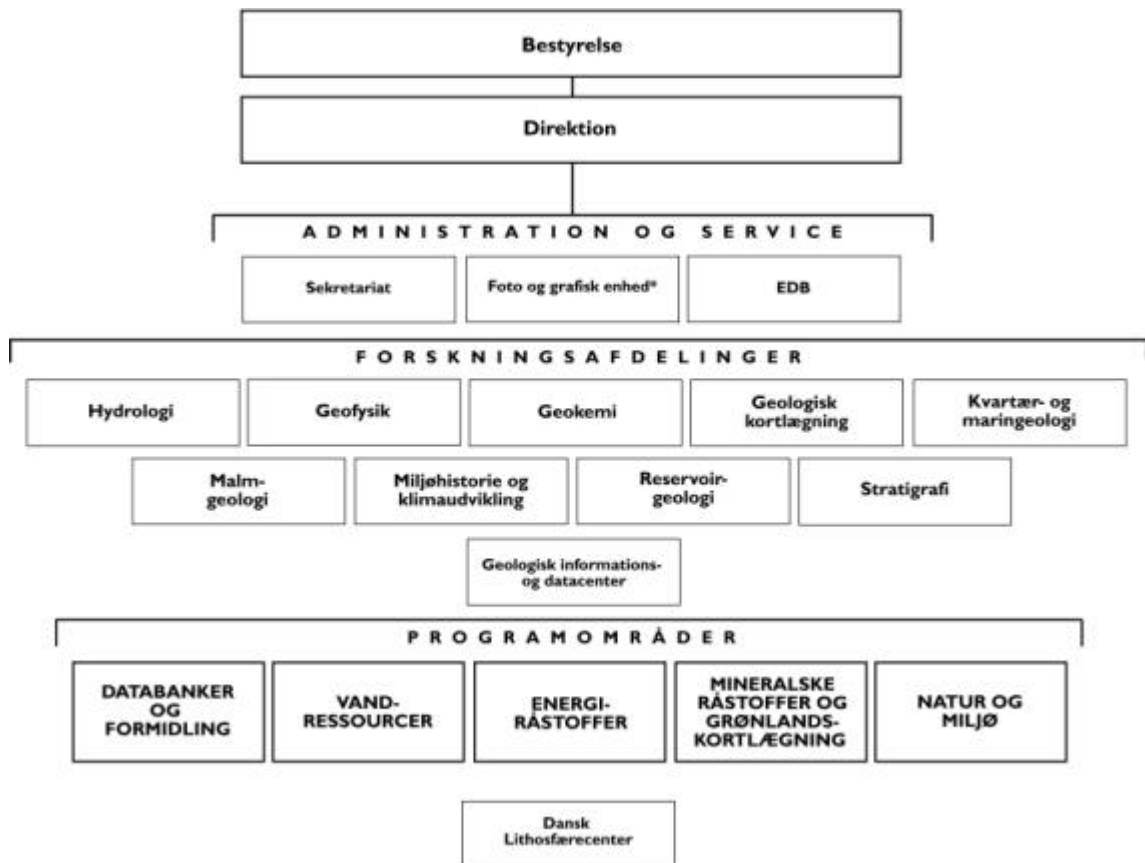 Bestyrelse
Direktion
ADMINISTRATION OG SERVICE
Sekretariat
Foto og grafisk enhed*
EDB
FORSKNINGSAFDELINGER
Hydrologi
Geofysik
Geokemi
Geologisk
kortlægning
Kvartær- og
maringeologi
Malm-
geologi
Miljøhistorie og
klimaudvikling
Reservoir-
geologi
Stratigrafi
Geologisk informations-
og datacenter
PROGRAMOMRÅDER
DATABANKER
OG
FORMIDLING
VAND-
RESSOURCER
ENERGI-
RÅSTOFFER
MINERALSKE
RÅSTOFFER OG
GRØNLANDS-
KORTLÆGNING
NATUR OG
MILJØ
Dansk
Lithosfærecenter